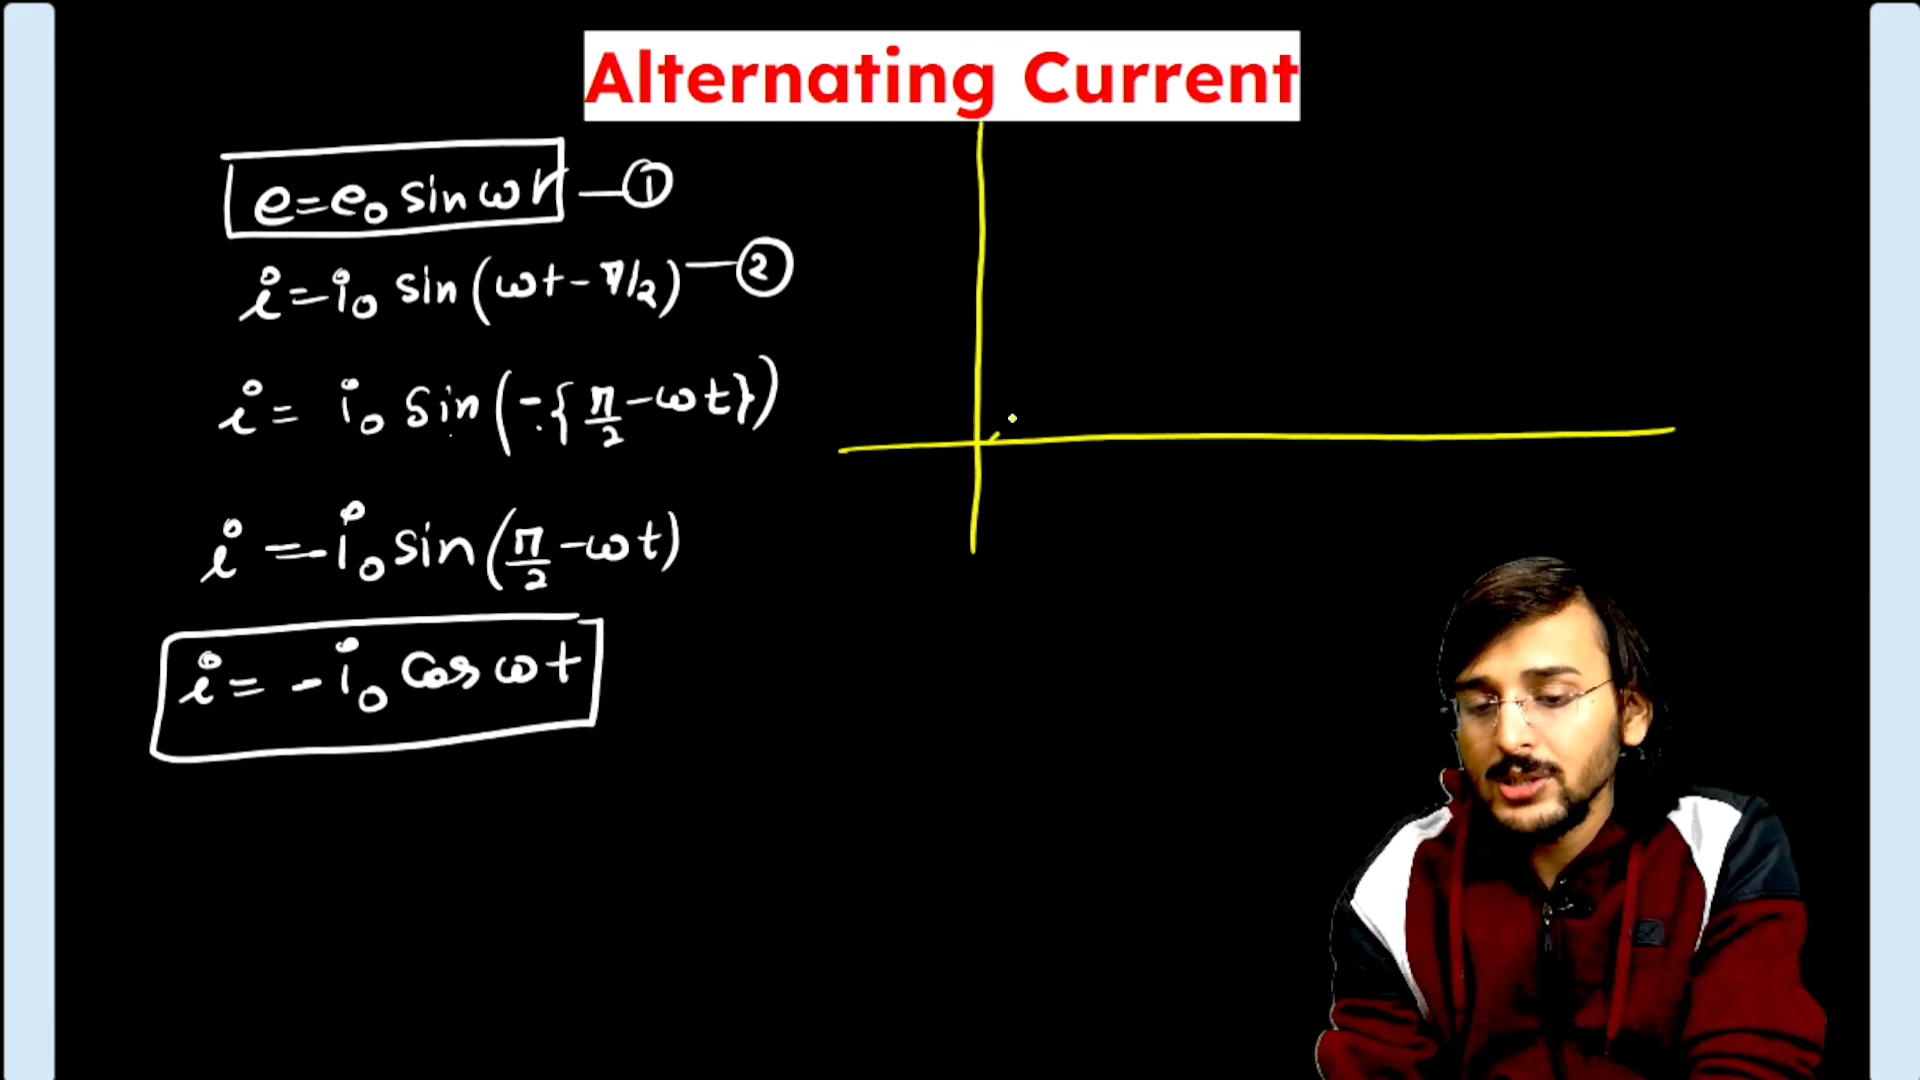 Alternating Current
e = e₀ sin ωt — ①
i = i₀ sin (ωt - π/2) — ②
i = i₀ sin (-{π/2 - ωt})
i = -i₀ sin (π/2 - ωt)
i = -i₀ cos ωt